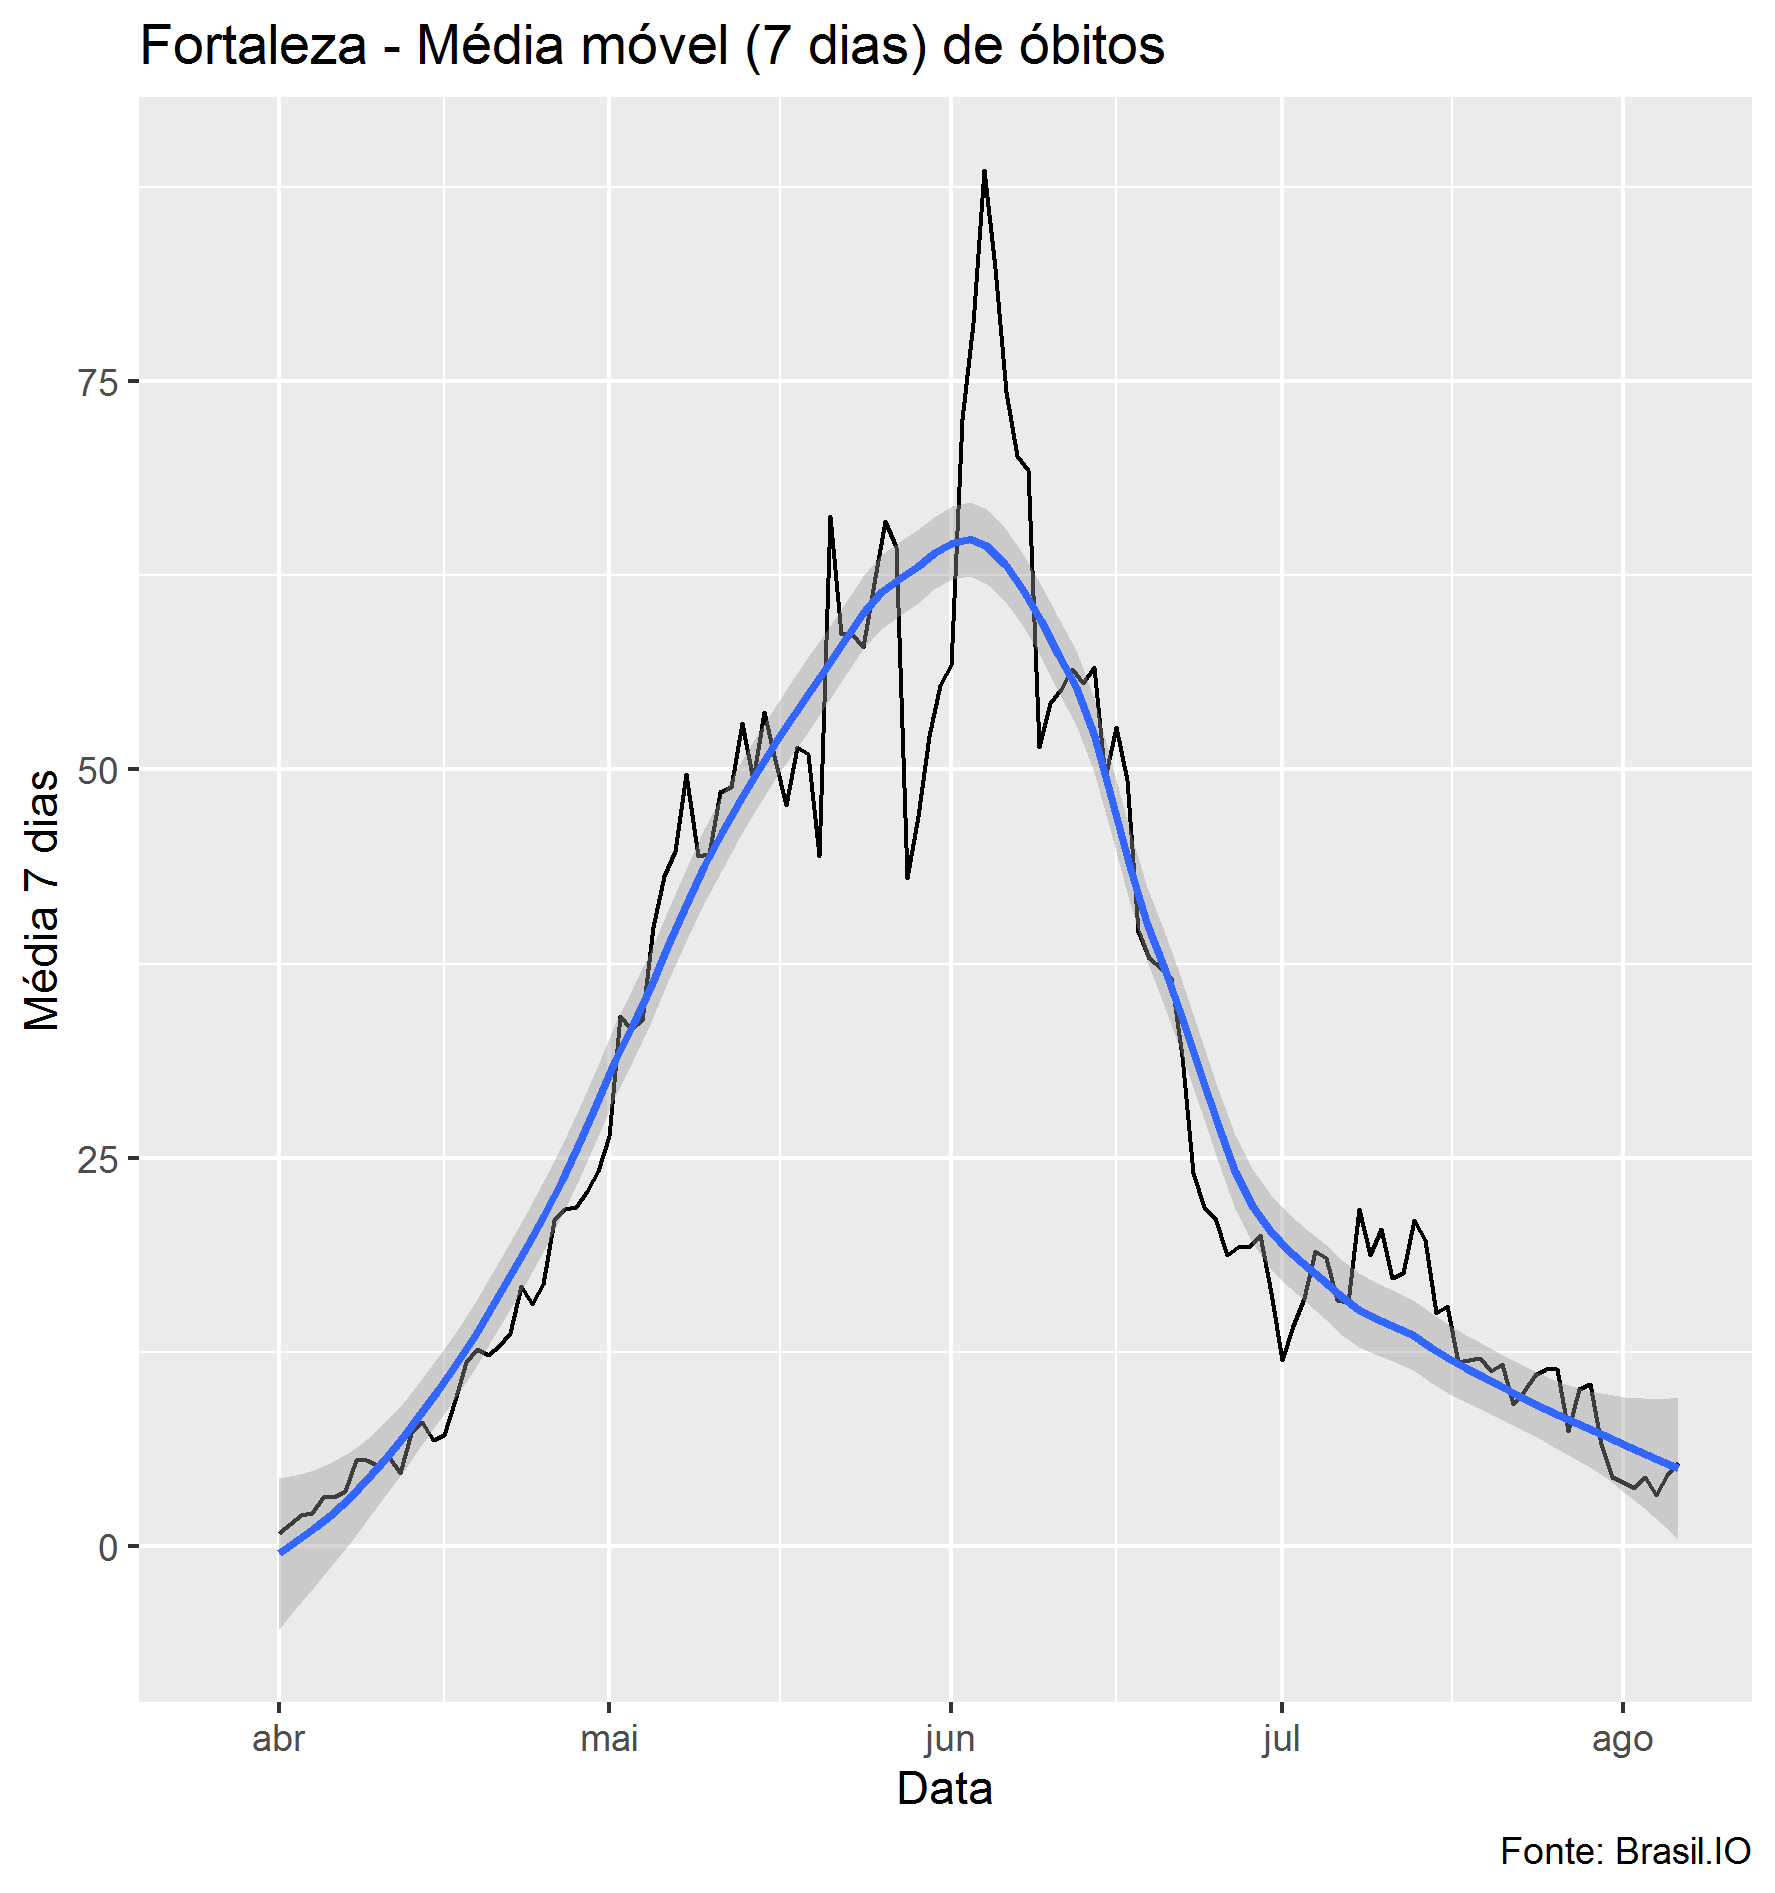 Fortaleza - Média móvel (7 dias) de óbitos
Média 7 dias
75
50
25
0
abr mai jun jul ago
Data
Fonte: Brasil.IO